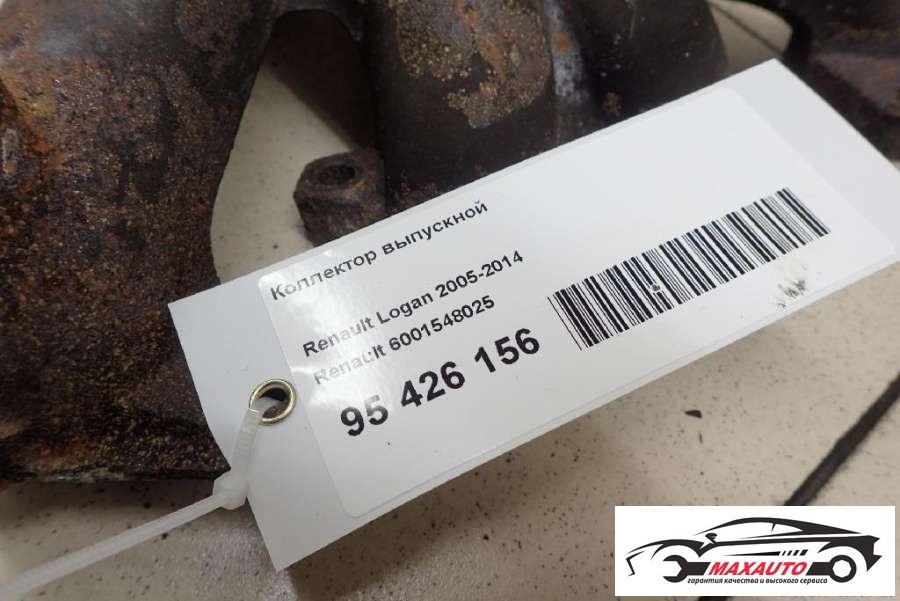 Коллектор выпускной
Renault Logan 2005-2014
Renault 6001548025
95 426 156
MAXAUTO
гарантия качества и высокого сервиса